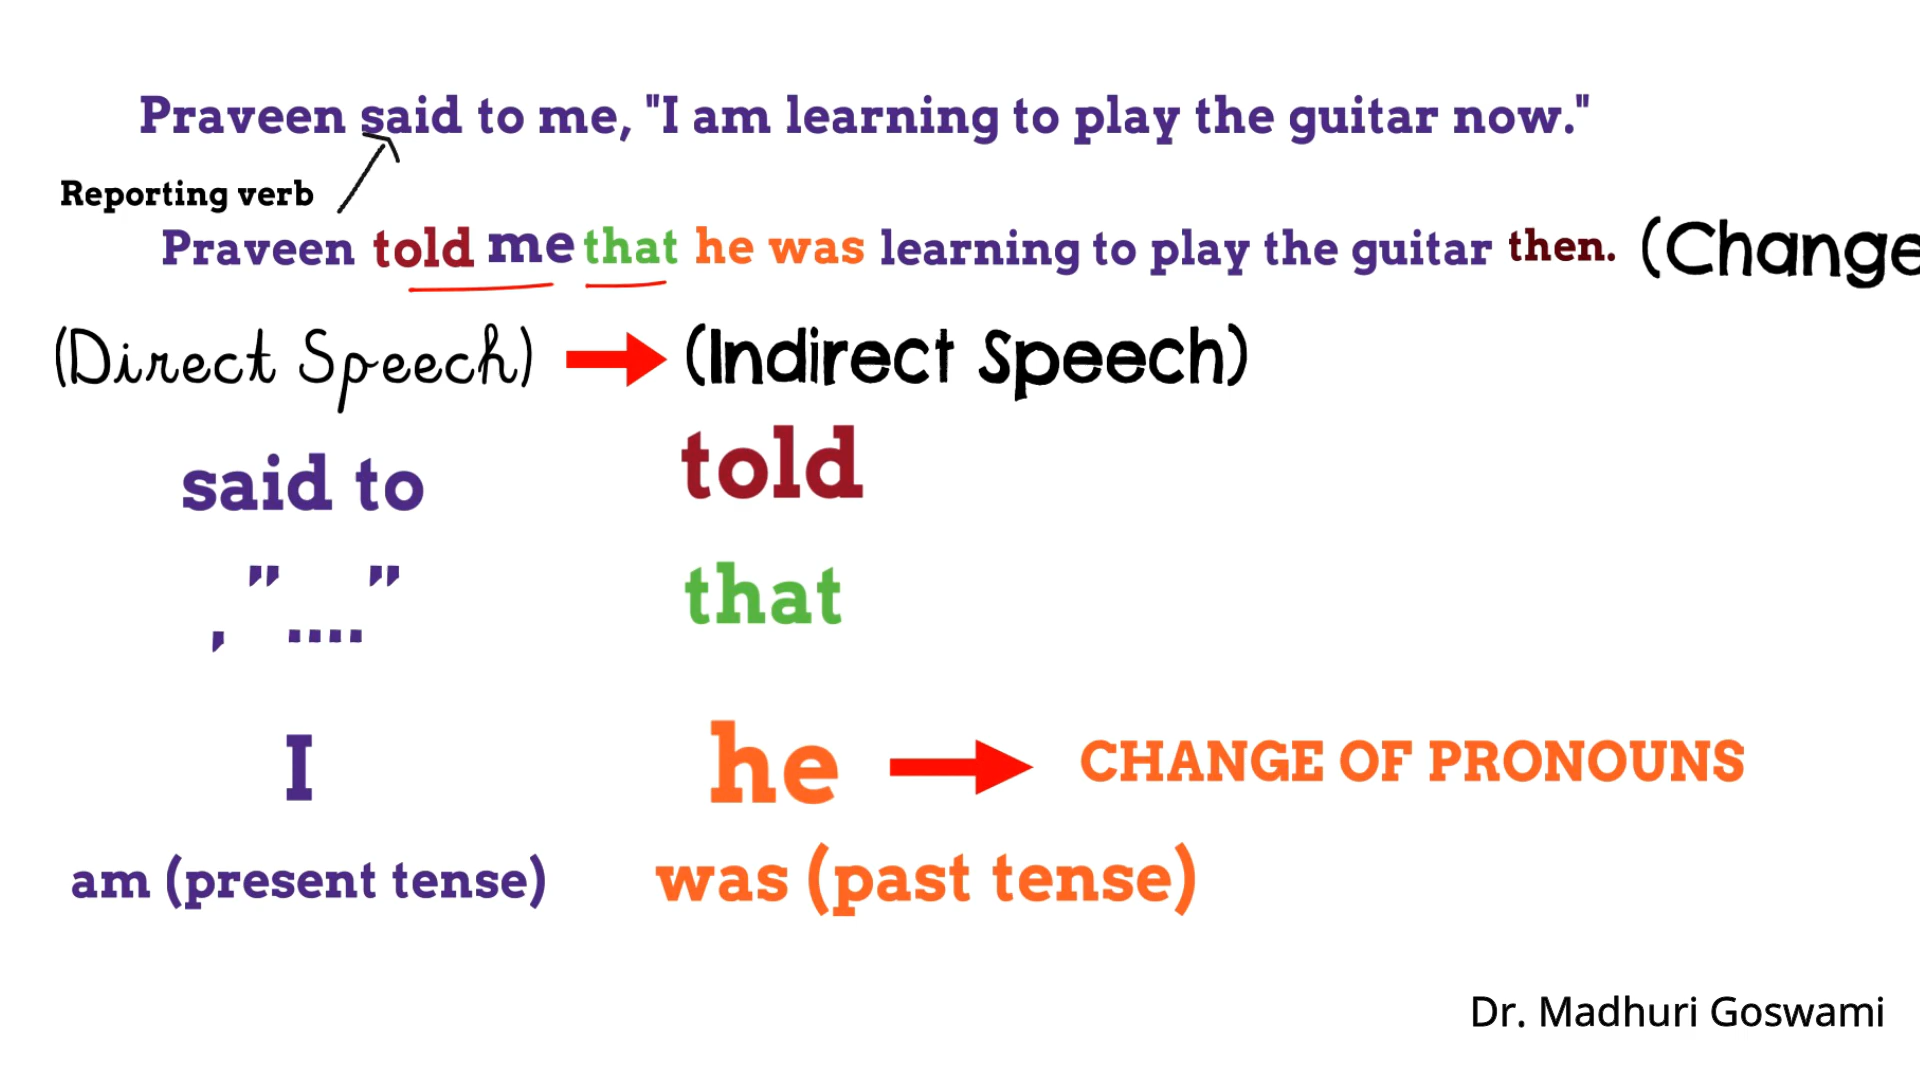 Praveen said to me, "I am learning to play the guitar now."
Reporting verb
Praveen told me that he was learning to play the guitar then. (Change
(Direct Speech) (Indirect Speech)
said to told
, ” .... ” that
I he CHANGE OF PRONOUNS
am (present tense) was (past tense)
Dr. Madhuri Goswami